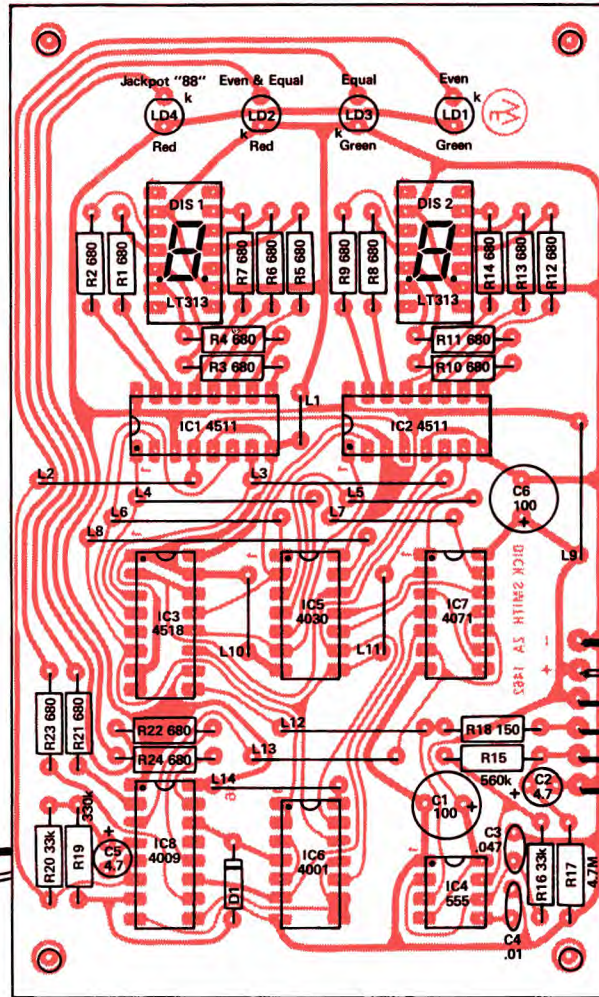 Jackpot "88" Even & Equal Equal Even
k k k k
LD4 LD2 LD3 LD1
Red Red Green Green
DIS 1 DIS 2
R2 680 R1 680 R7 680 R6 680 R5 680 R9 680 R8 680 R14 680 R13 680 R12 680
LT313 LT313
R4 680 R11 680
R3 680 R10 680
L1
IC1 4511 IC2 4511
L2 L3
L4 L5 C6
100
+
L6 L7
L8
L9
DICK SMITH ZA 1462
- +
IC3
4518
IC5
4030
IC7
4071
L10 L11
R23 680 R21 680
R22 680 L12 R18 150
R24 680 L13 R15
560k
L14 C1
100
+
C2
4.7
+
330k
R20 33k R19
C5
4.7
+
IC8
4009
D1
IC6
4001
IC4
555
C3
.047
R16 33k R17
4.7M
C4
.01